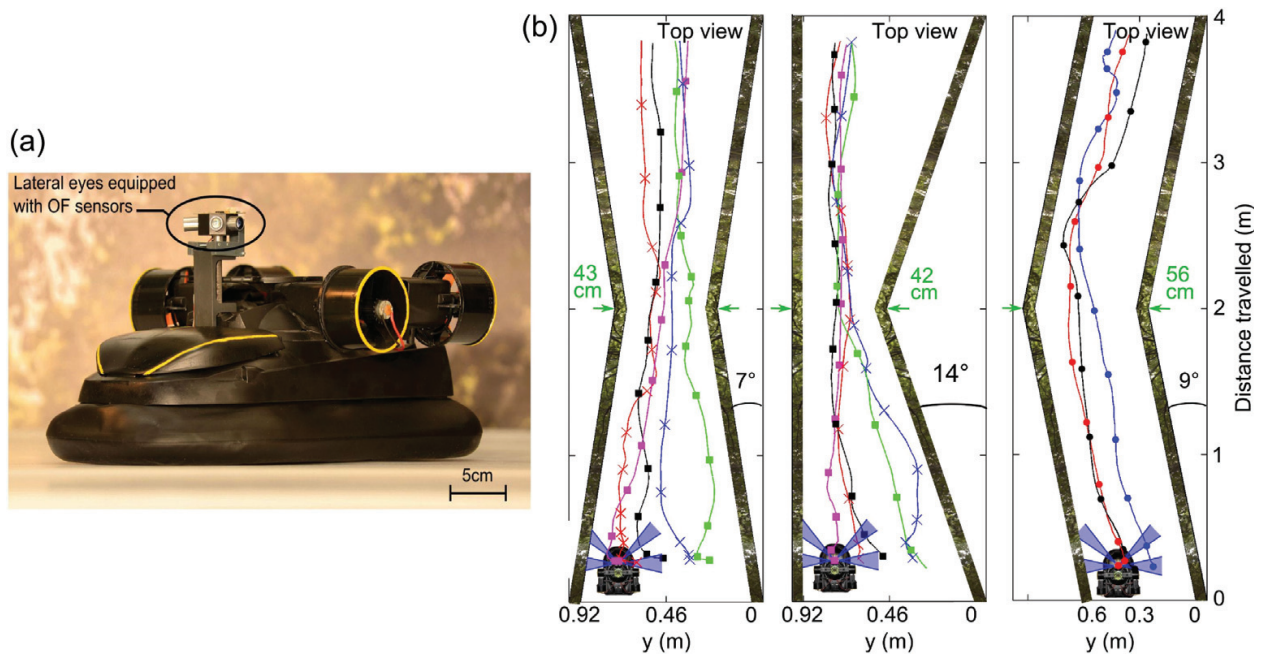 (a)
Lateral eyes equipped
with OF sensors
5cm
(b)
Top view
43
cm
7°
0.92
0.46
0
y (m)
Top view
42
cm
14°
0.92
0.46
0
y (m)
Top view
56
cm
9°
0.6
0.3
0
y (m)
4
3
2
1
0
Distance travelled (m)